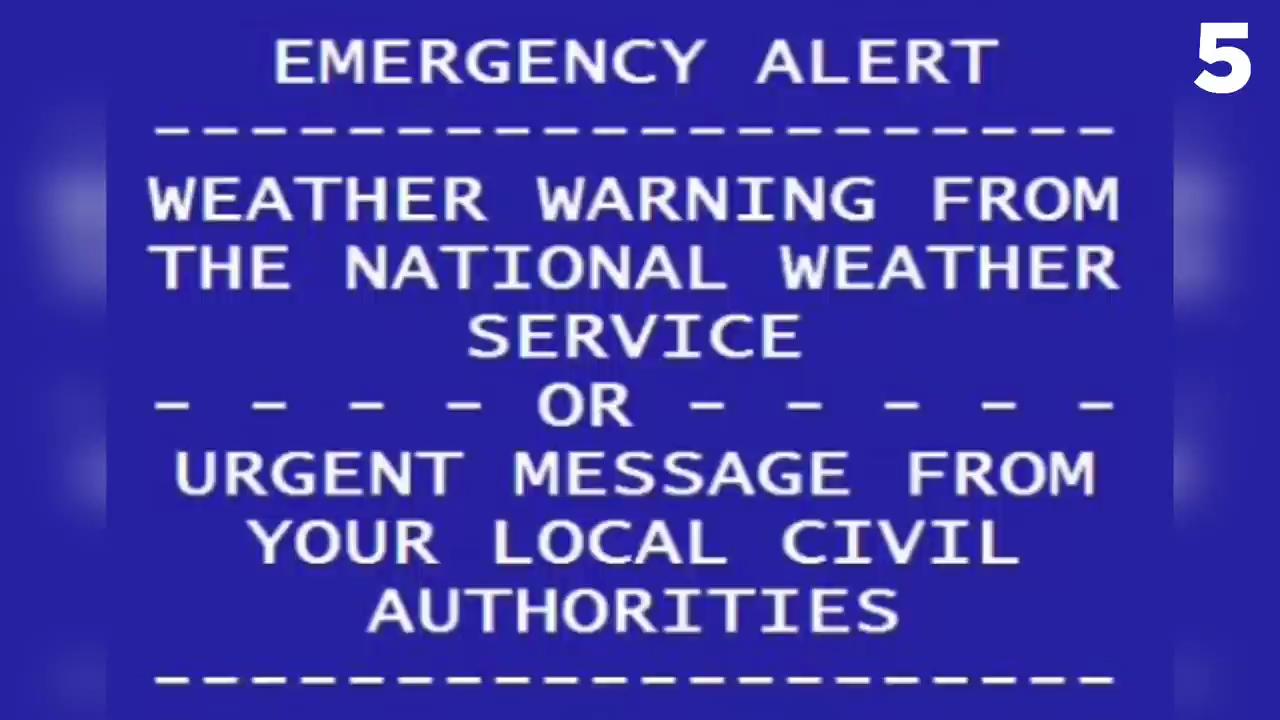 EMERGENCY ALERT
5
--------------------
WEATHER WARNING FROM
THE NATIONAL WEATHER
SERVICE
- - - - OR - - - - -
URGENT MESSAGE FROM
YOUR LOCAL CIVIL
AUTHORITIES
--------------------